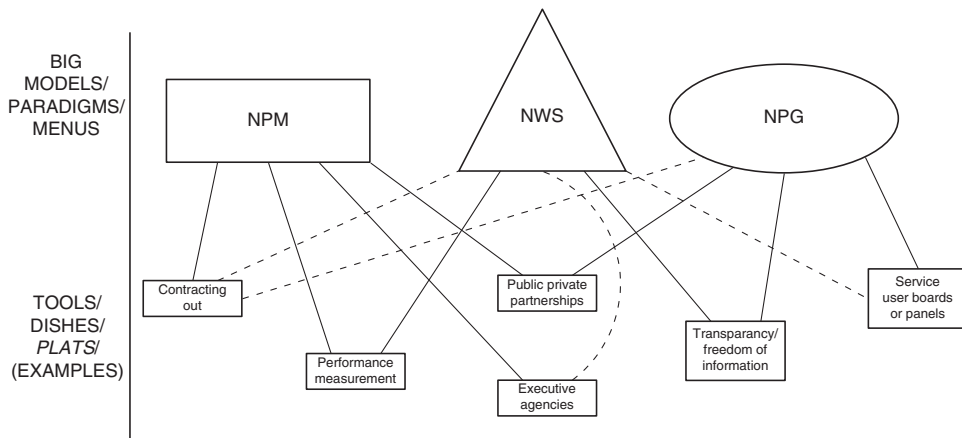 BIG
MODELS/
PARADIGMS/
MENUS
NPM
NWS
NPG
TOOLS/
DISHES/
PLATS/
(EXAMPLES)
Contracting
out
Performance
measurement
Public private
partnerships
Executive
agencies
Transparancy/
freedom of
information
Service
user boards
or panels